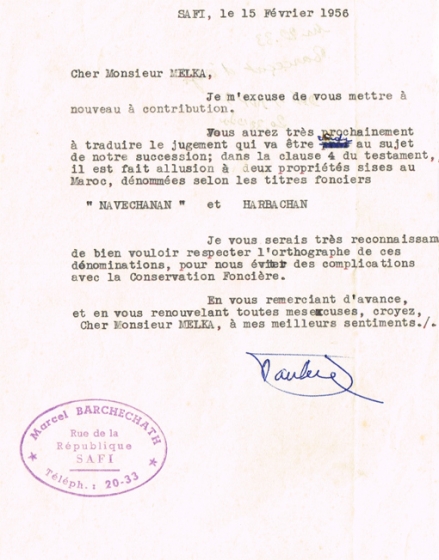 SAFI, le 15 Février 1956
Cher Monsieur MELKA,
Je m'excuse de vous mettre à
nouveau à contribution.
Vous aurez très prochainement
à traduire le jugement qui va être au sujet
de notre succession; dans la clause 4 du testament,
il est fait allusion à deux propriétés sises au
Maroc, dénommées selon les titres fonciers
" NAVECHANAN " et HARBACHAN
Je vous serais très reconnaissam
de bien vouloir respecter l'orthographe de ces
dénominations, pour nous éviter des complications
avec la Conservation Foncière.
En vous remerciant d'avance,
et en vous renouvelant toutes mesexcuses, croyez,
Cher Monsieur MELKA, à mes meilleurs sentiments./.
Marcel BARCHECHATH
Rue de la
République
SAFI
Téléph. : 20-33